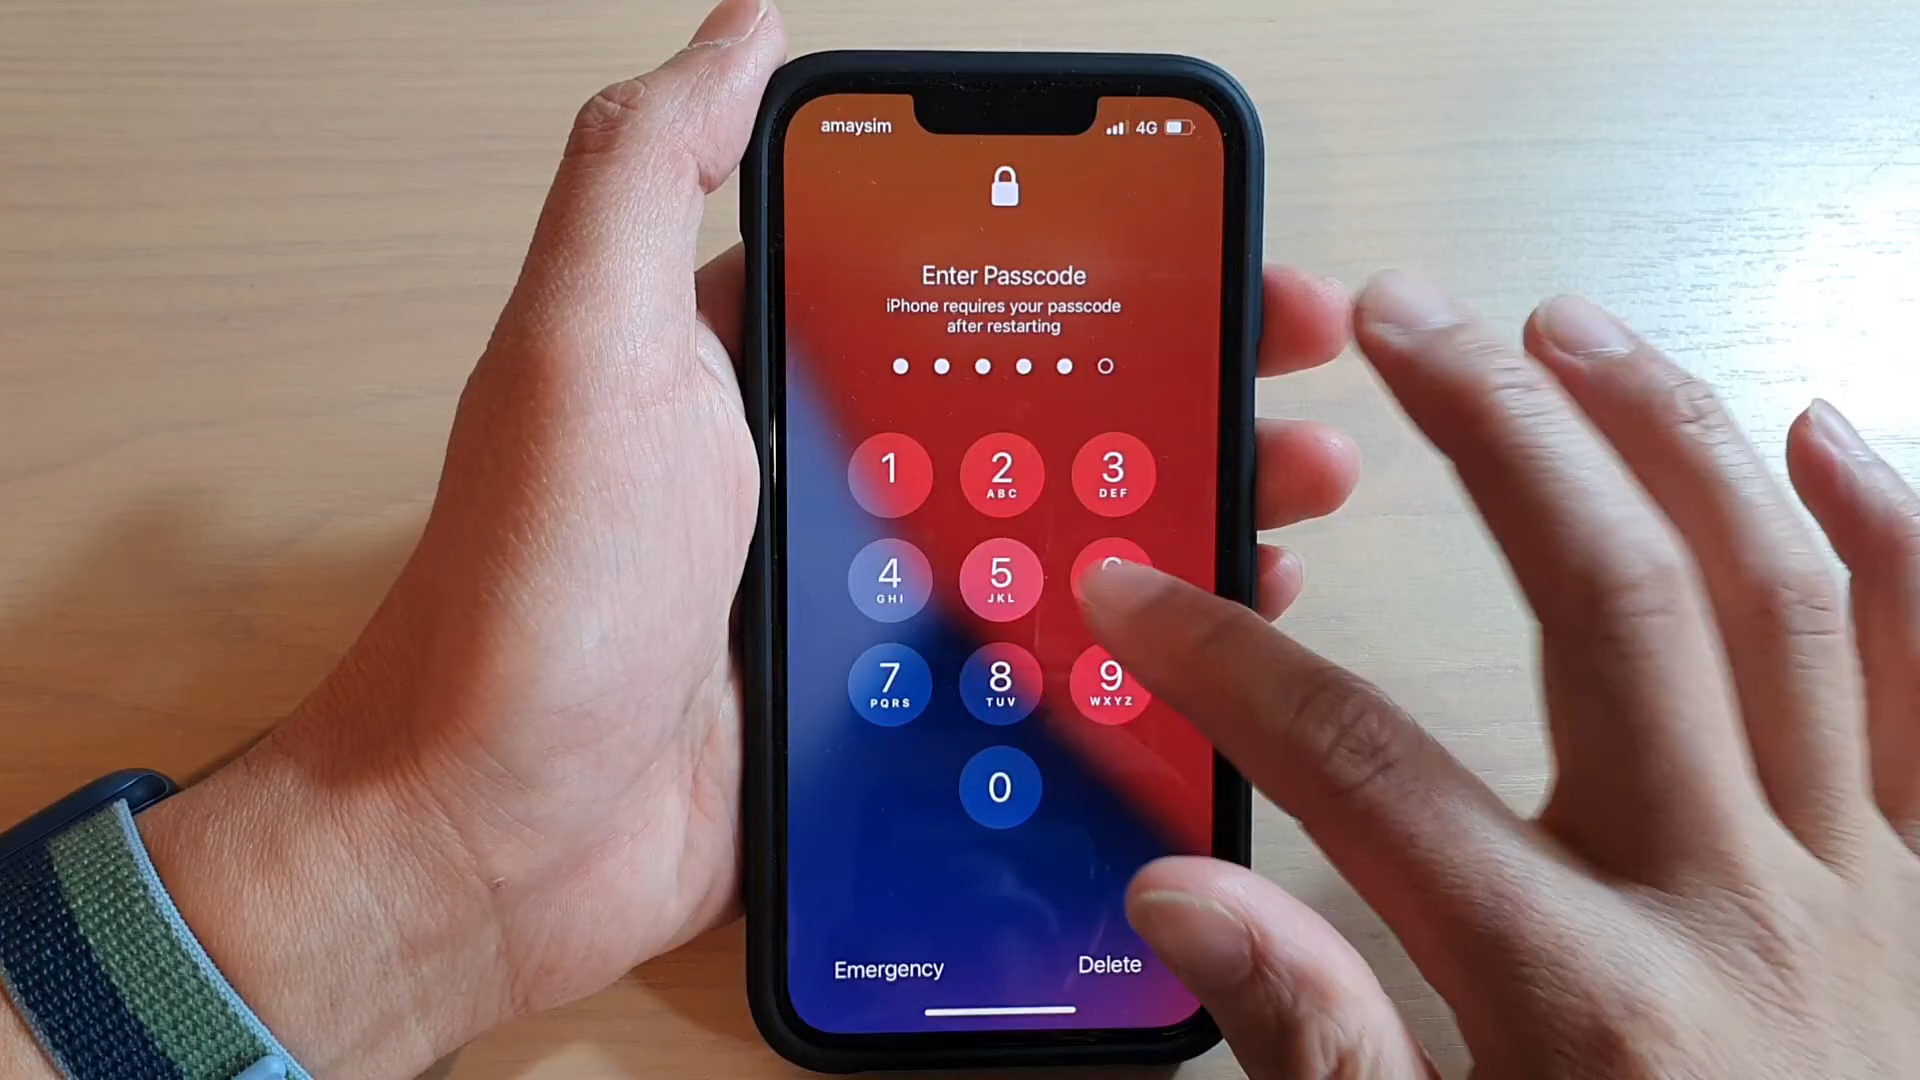 amaysim 4G
Enter Passcode
iPhone requires your passcode
after restarting
1 2 3
ABC DEF
4 5
GHI JKL
7 8 9
PQRS TUV WXYZ
0
Emergency Delete